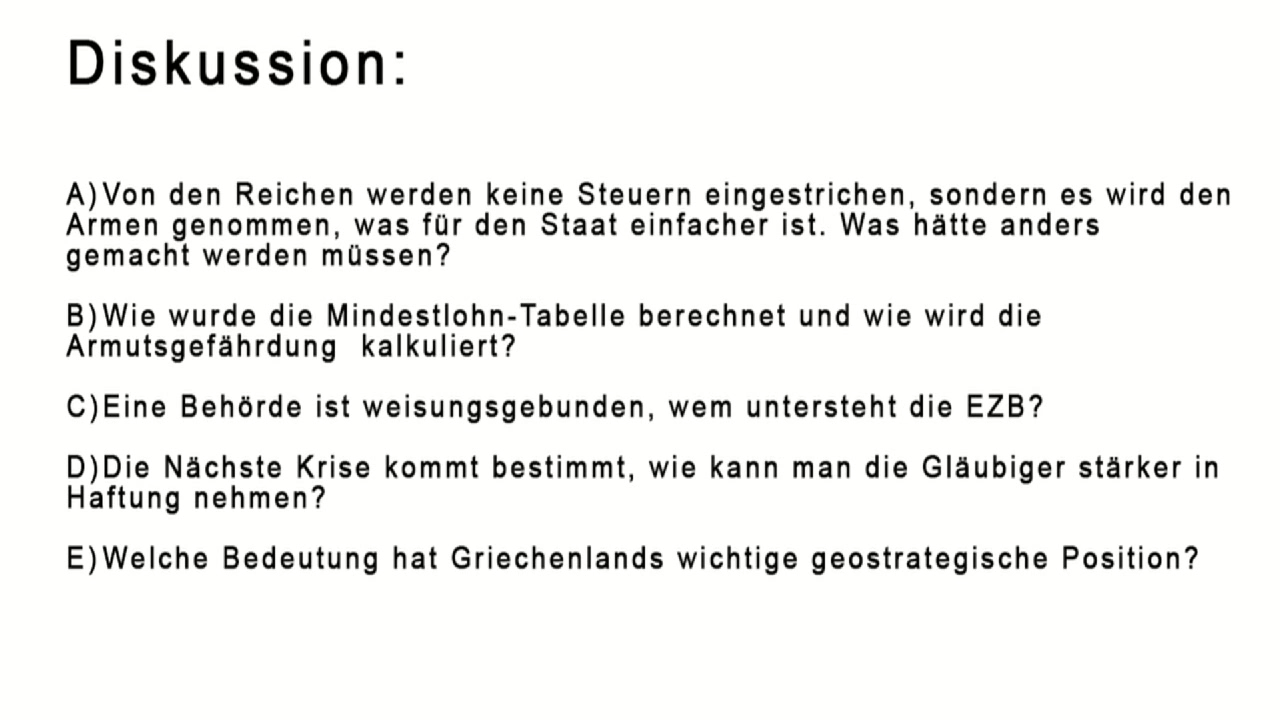 Diskussion:
A)Von den Reichen werden keine Steuern eingestrichen, sondern es wird den
Armen genommen, was für den Staat einfacher ist. Was hätte anders
gemacht werden müssen?
B)Wie wurde die Mindestlohn-Tabelle berechnet und wie wird die
Armutsgefährdung  kalkuliert?
C)Eine Behörde ist weisungsgebunden, wem untersteht die EZB?
D)Die Nächste Krise kommt bestimmt, wie kann man die Gläubiger stärker in
Haftung nehmen?
E)Welche Bedeutung hat Griechenlands wichtige geostrategische Position?